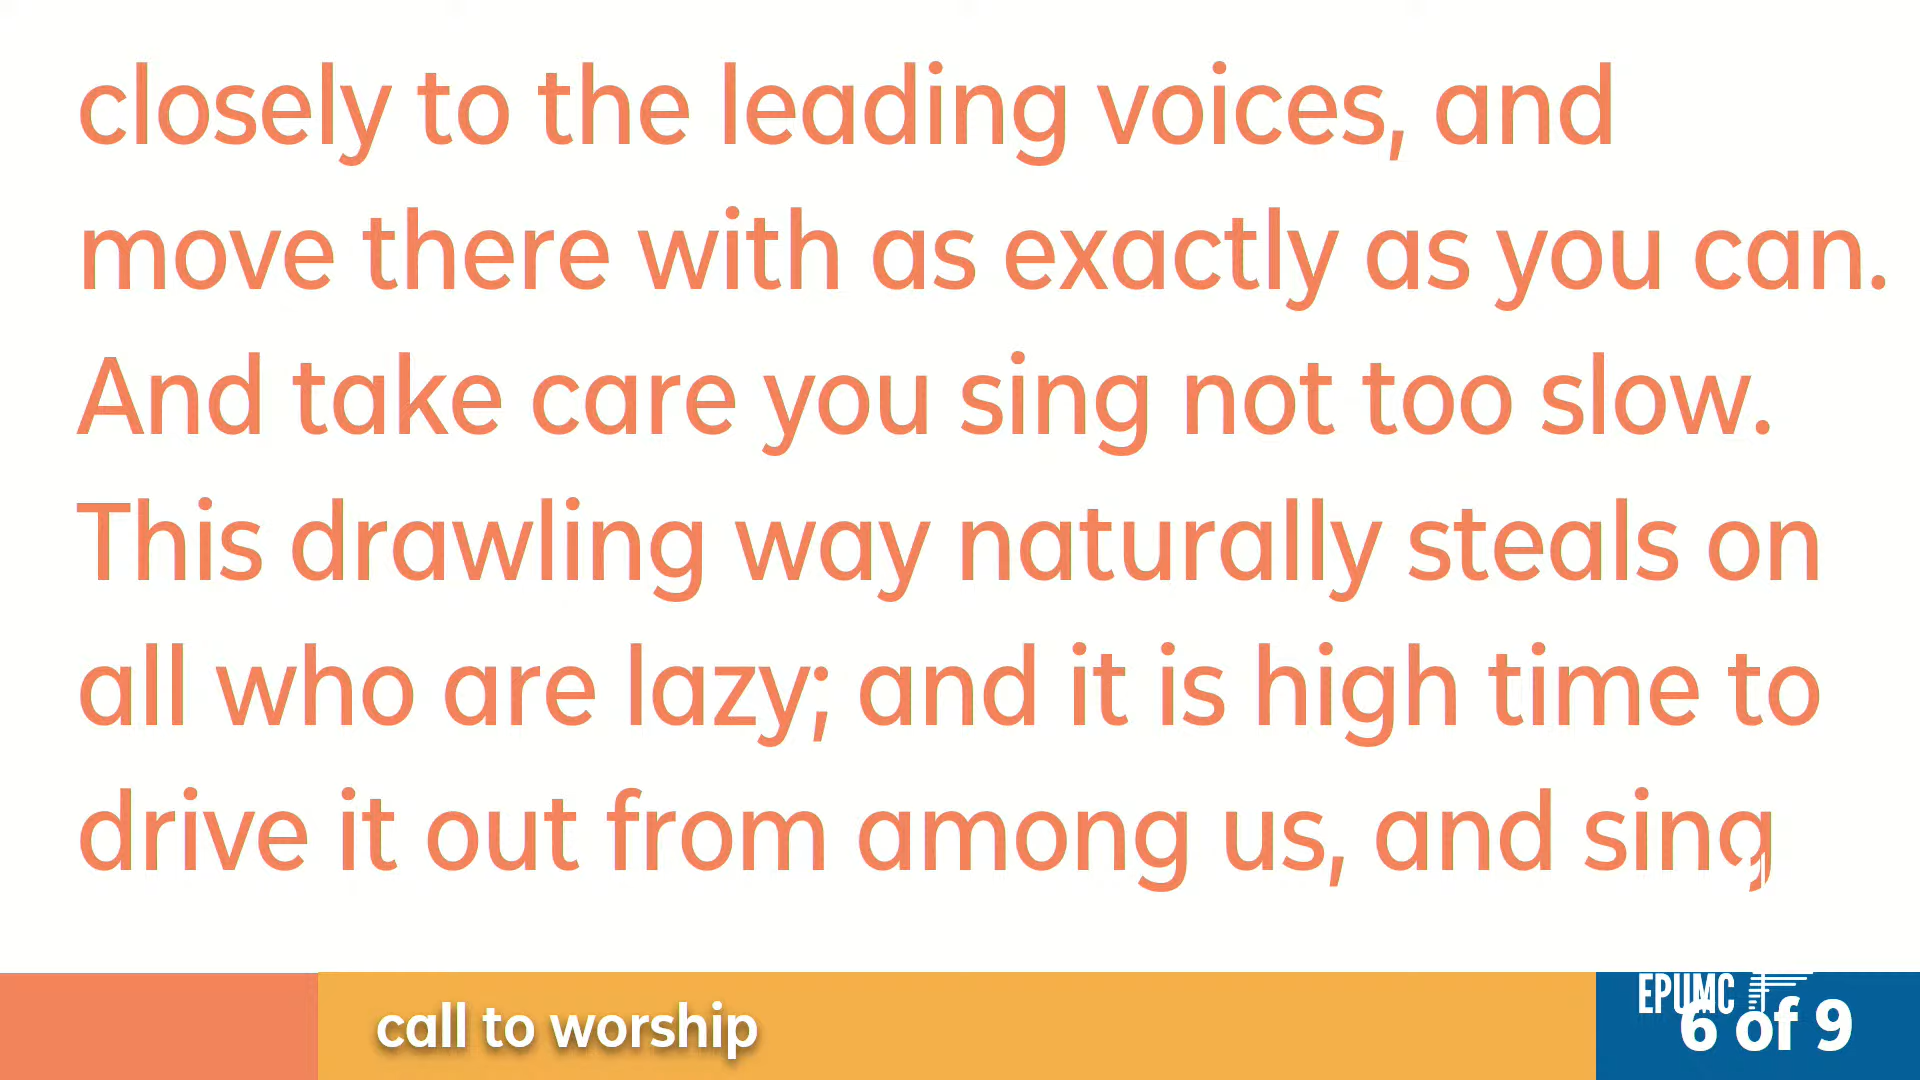 closely to the leading voices, and
move there with as exactly as you can.
And take care you sing not too slow.
This drawling way naturally steals on
all who are lazy; and it is high time to
drive it out from among us, and sing
call to worship
EPUMC
6 of 9